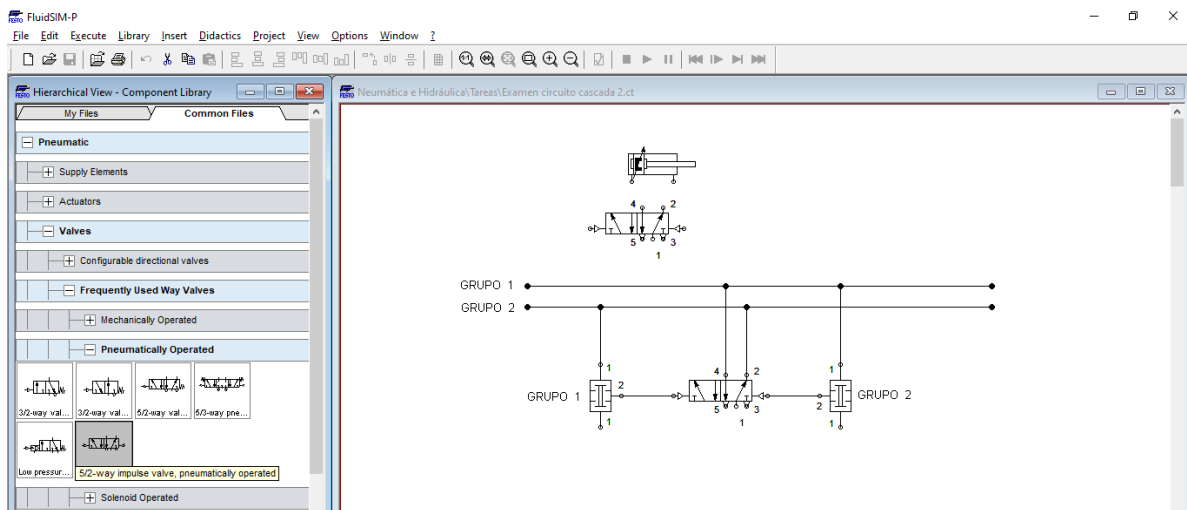 FESTO FluidSIM-P
File Edit Execute Library Insert Didactics Project View Options Window ?
FESTO Hierarchical View - Component Library
My Files Common Files
Pneumatic
Supply Elements
Actuators
Valves
Configurable directional valves
Frequently Used Way Valves
Mechanically Operated
Pneumatically Operated
3/2-way val... 3/2-way val... 5/2-way val... 5/3-way pne...
Low pressur...
5/2-way impulse valve, pneumatically operated
Solenoid Operated
FESTO Neumática e Hidráulica\Tareas\Examen circuito cascada 2.ct
4 2
5 3
1
GRUPO 1
GRUPO 2
1 4 2 1
GRUPO 1 2 GRUPO 2
5 3 2
1 1 1